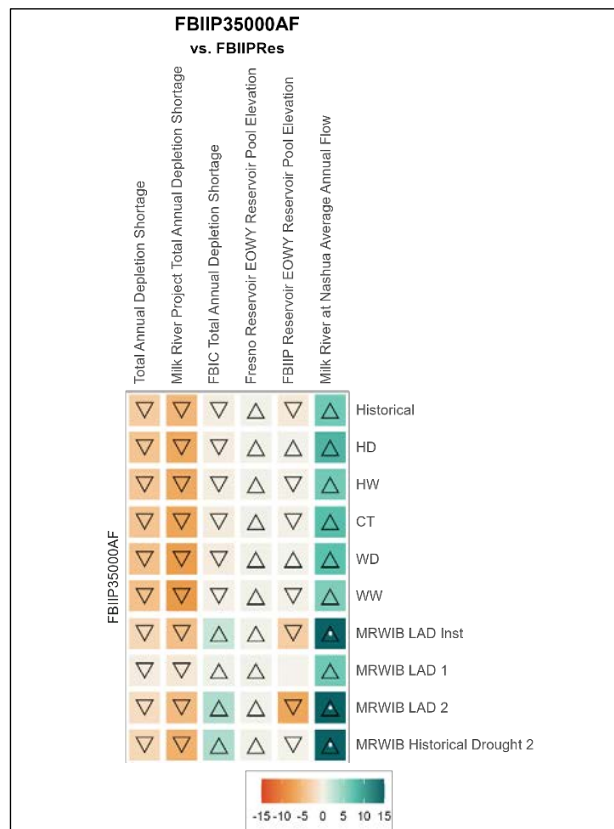 FBIIP35000AF
vs. FBIIPRes
Total Annual Depletion Shortage
Milk River Project Total Annual Depletion Shortage
FBIC Total Annual Depletion Shortage
Fresno Reservoir EOWY Reservoir Pool Elevation
FBIIP Reservoir EOWY Reservoir Pool Elevation
Milk River at Nashua Average Annual Flow
FBIIP35000AF
Historical
HD
HW
CT
WD
WW
MRWIB LAD Inst
MRWIB LAD 1
MRWIB LAD 2
MRWIB Historical Drought 2
-15 -10 -5 0 5 10 15